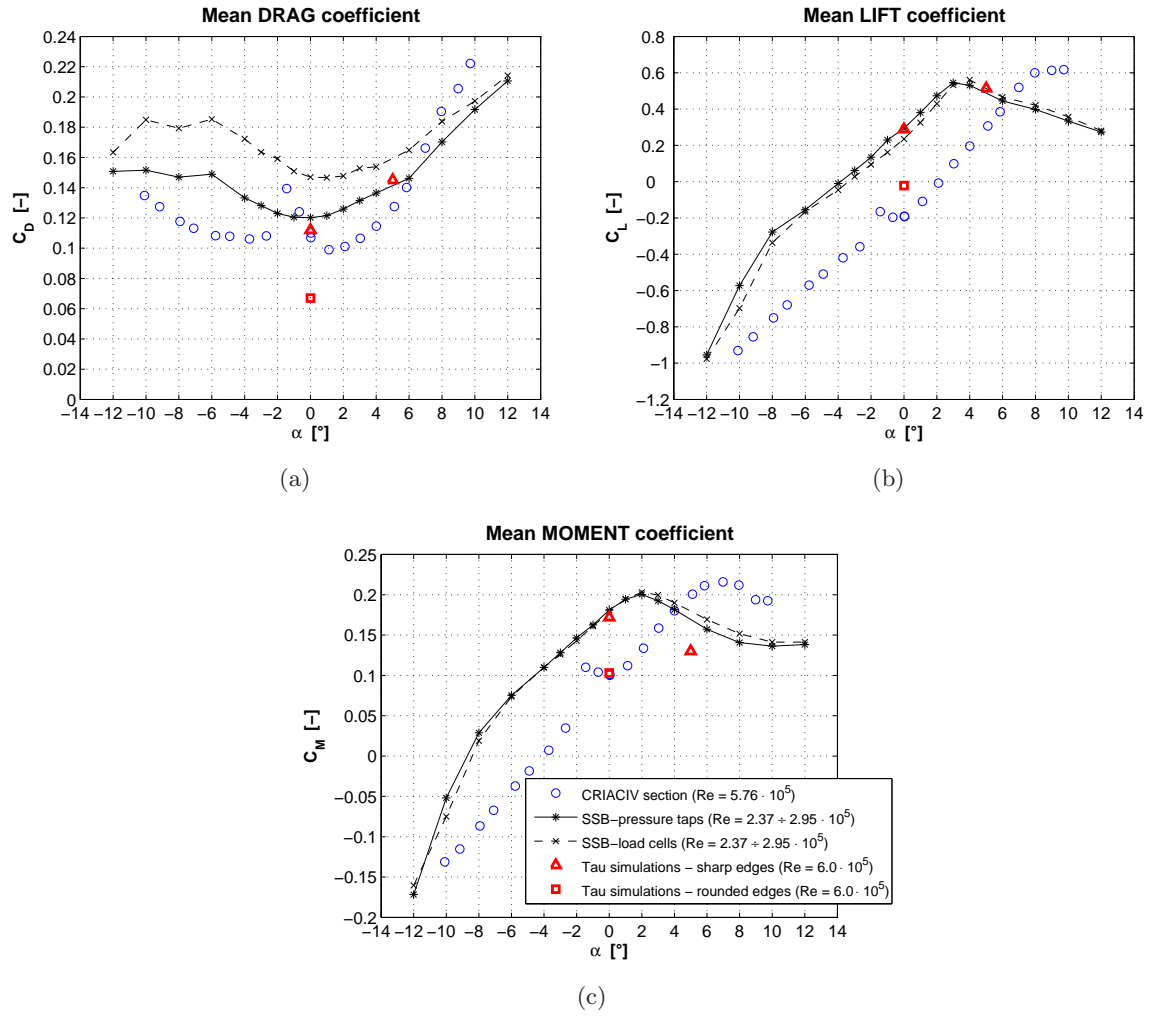 Mean DRAG coefficient
0.24
0.22
0.2
0.18
0.16
0.14
0.12
0.1
0.08
0.06
0.04
0.02
0
C_D [−]
−14 −12 −10 −8 −6 −4 −2 0 2 4 6 8 10 12 14
α [°]
(a)
Mean LIFT coefficient
0.8
0.6
0.4
0.2
0
−0.2
−0.4
−0.6
−0.8
−1
−1.2
C_L [−]
−14 −12 −10 −8 −6 −4 −2 0 2 4 6 8 10 12 14
α [°]
(b)
Mean MOMENT coefficient
0.25
0.2
0.15
0.1
0.05
0
−0.05
−0.1
−0.15
−0.2
C_M [−]
CRIACIV section (Re = 5.76 · 10^5)
SSB−pressure taps (Re = 2.37 ÷ 2.95 · 10^5)
SSB−load cells (Re = 2.37 ÷ 2.95 · 10^5)
Tau simulations − sharp edges (Re = 6.0 · 10^5)
Tau simulations − rounded edges (Re = 6.0 · 10^5)
−14 −12 −10 −8 −6 −4 −2 0 2 4 6 8 10 12 14
α [°]
(c)